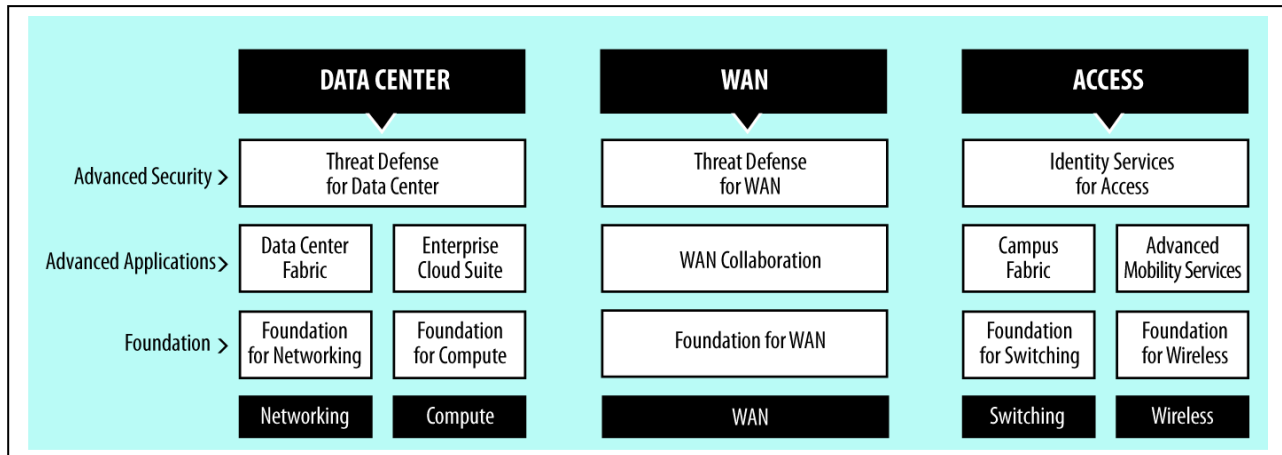 DATA CENTER
WAN
ACCESS
Advanced Security >
Threat Defense
for Data Center
Threat Defense
for WAN
Identity Services
for Access
Advanced Applications >
Data Center
Fabric
Enterprise
Cloud Suite
WAN Collaboration
Campus
Fabric
Advanced
Mobility Services
Foundation >
Foundation
for Networking
Foundation
for Compute
Foundation for WAN
Foundation
for Switching
Foundation
for Wireless
Networking
Compute
WAN
Switching
Wireless